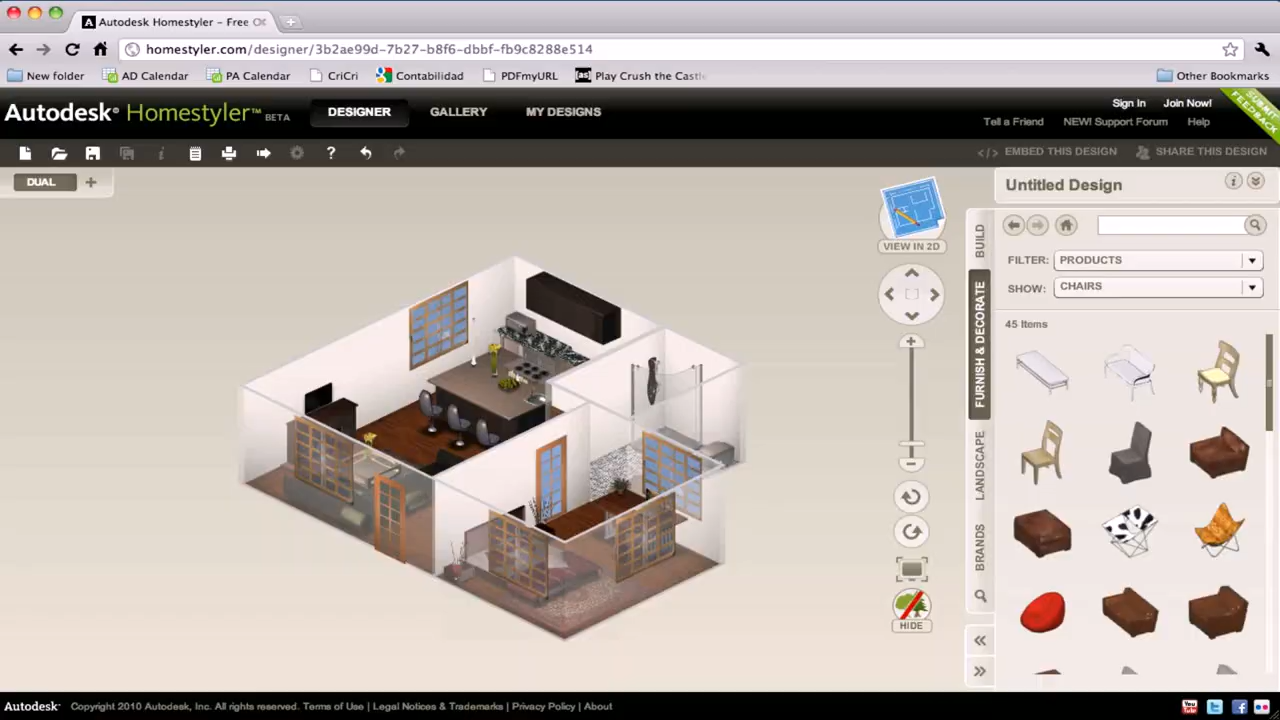 Autodesk Homestyler – Free
homestyler.com/designer/3b2ae99d-7b27-b8f6-dbbf-fb9c8288e514
New folder AD Calendar PA Calendar CriCri Contabilidad PDFmyURL Play Crush the Castle Other Bookmarks
Autodesk® Homestyler™ BETA DESIGNER GALLERY MY DESIGNS
Sign In Join Now!
Tell a Friend NEW! Support Forum Help
SUBMIT FEEDBACK
</> EMBED THIS DESIGN SHARE THIS DESIGN
DUAL +
Untitled Design
VIEW IN 2D
BUILD
FURNISH & DECORATE
LANDSCAPE
BRANDS
FILTER: PRODUCTS
SHOW: CHAIRS
45 Items
HIDE
Autodesk® Copyright 2010 Autodesk, Inc. All rights reserved. Terms of Use | Legal Notices & Trademarks | Privacy Policy | About
You Tube